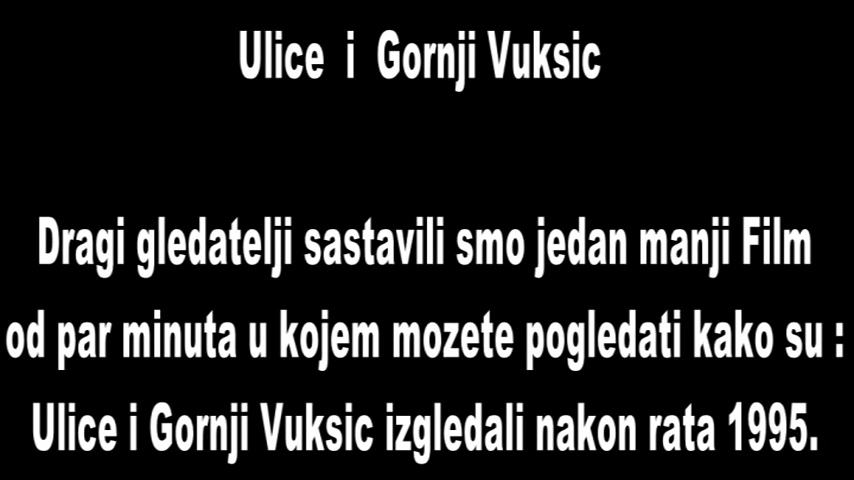 Ulice i Gornji Vuksic
Dragi gledatelji sastavili smo jedan manji Film
od par minuta u kojem mozete pogledati kako su :
Ulice i Gornji Vuksic izgledali nakon rata 1995.